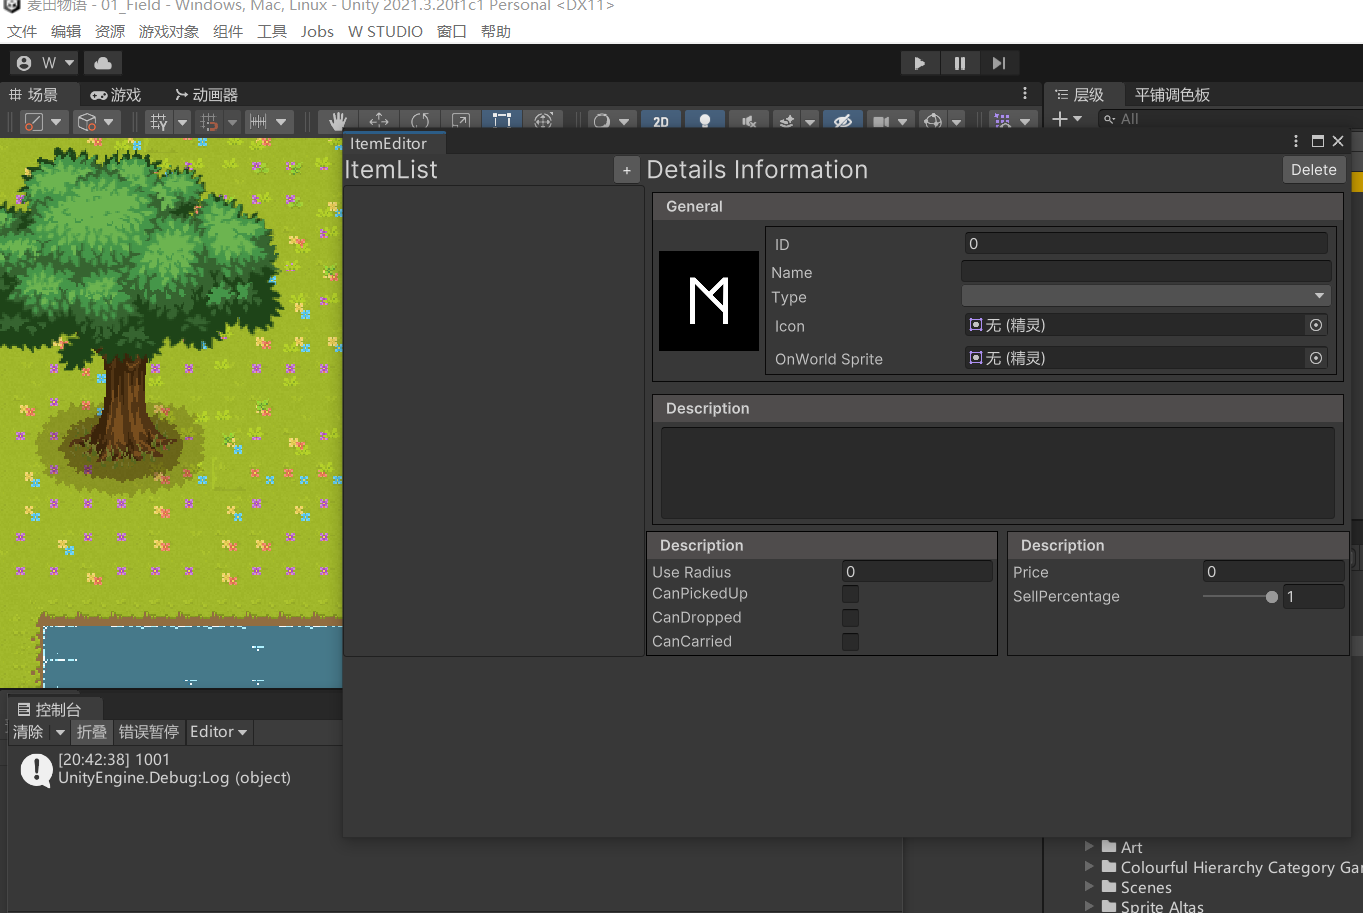 麦田物语 - 01_Field - Windows, Mac, Linux - Unity 2021.3.20f1c1 Personal <DX11>
文件 编辑 资源 游戏对象 组件 工具 Jobs W STUDIO 窗口 帮助
W
场景 游戏 动画器
层级 平铺调色板
2D
All
ItemEditor
ItemList + Details Information Delete
General
ID 0
Name
Type
Icon 无 (精灵)
OnWorld Sprite 无 (精灵)
Description
Description
Use Radius 0
CanPickedUp
CanDropped
CanCarried
Description
Price 0
SellPercentage 1
控制台
清除 折叠 错误暂停 Editor
[20:42:38] 1001
UnityEngine.Debug:Log (object)
Art
Colourful Hierarchy Category Gam
Scenes
Sprite Altas